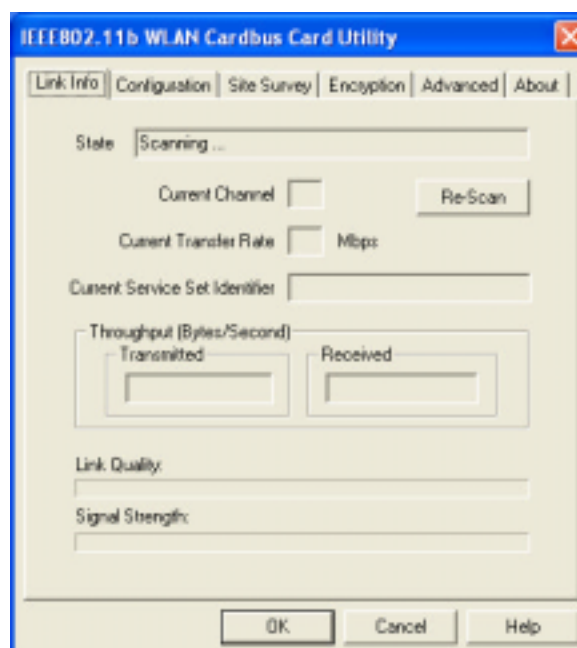 IEEE802.11b WLAN Cardbus Card Utility
Link Info Configuration Site Survey Encryption Advanced About
State Scanning ...
Current Channel Re-Scan
Current Transfer Rate Mbps
Current Service Set Identifier
Throughput (Bytes/Second)
Transmitted Received
Link Quality:
Signal Strength:
OK Cancel Help